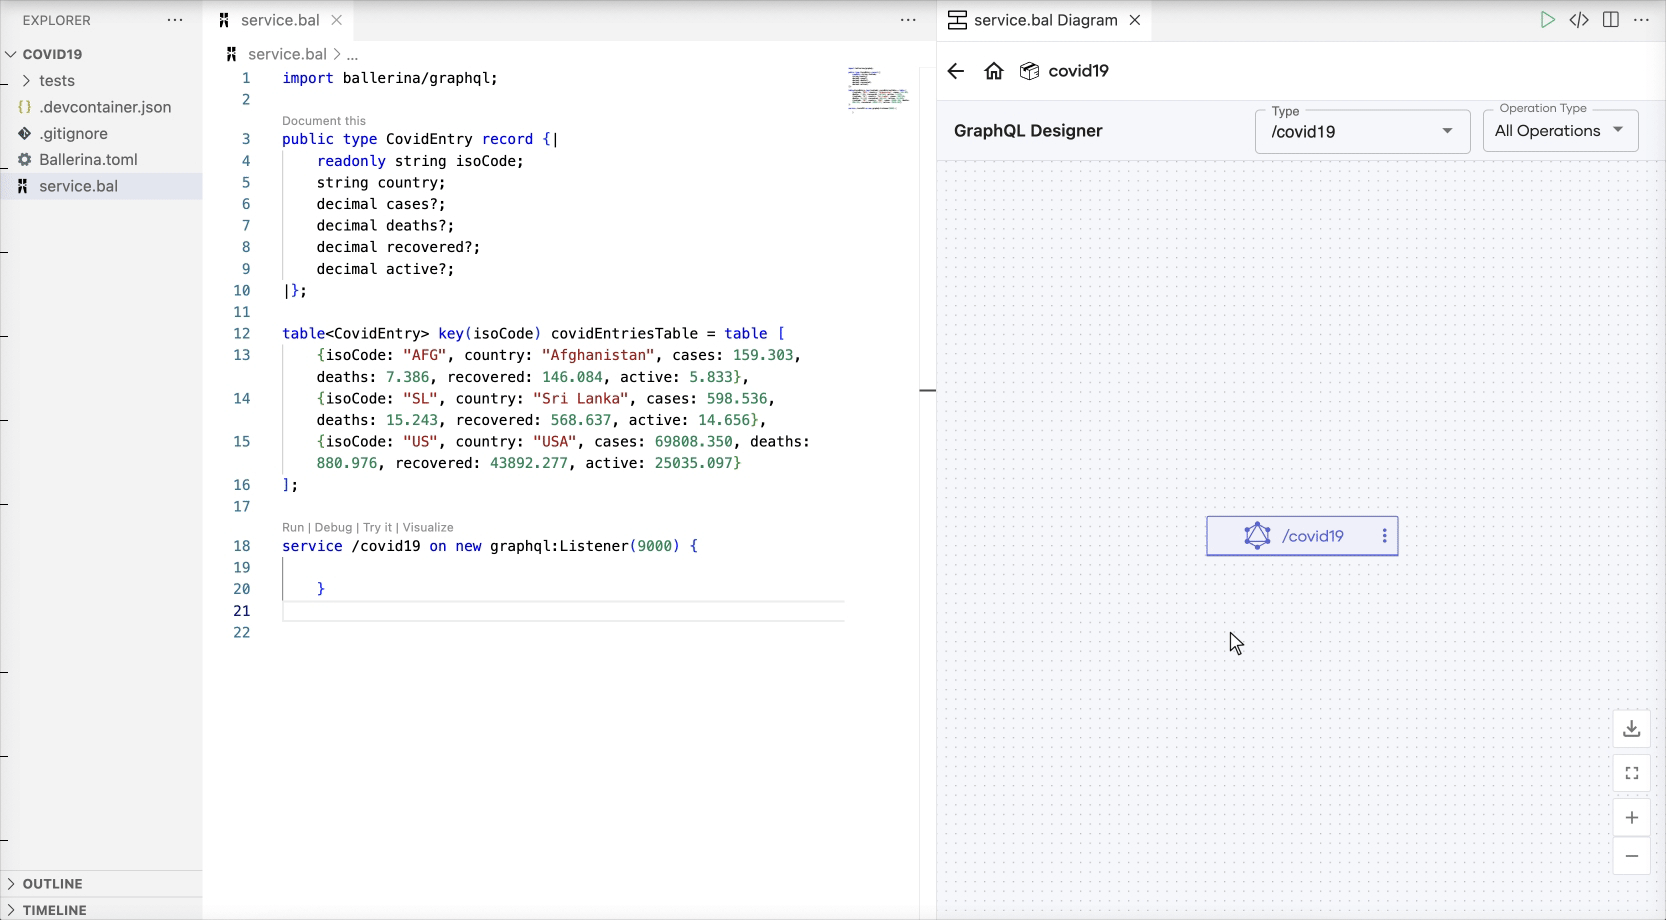 EXPLORER
COVID19
tests
{} .devcontainer.json
.gitignore
Ballerina.toml
service.bal
OUTLINE
TIMELINE
service.bal
service.bal > ...
1 import ballerina/graphql;
2
Document this
3 public type CovidEntry record {|
4 readonly string isoCode;
5 string country;
6 decimal cases?;
7 decimal deaths?;
8 decimal recovered?;
9 decimal active?;
10 |};
11
12 table<CovidEntry> key(isoCode) covidEntriesTable = table [
13 {isoCode: "AFG", country: "Afghanistan", cases: 159.303,
deaths: 7.386, recovered: 146.084, active: 5.833},
14 {isoCode: "SL", country: "Sri Lanka", cases: 598.536,
deaths: 15.243, recovered: 568.637, active: 14.656},
15 {isoCode: "US", country: "USA", cases: 69808.350, deaths:
880.976, recovered: 43892.277, active: 25035.097}
16 ];
17
Run | Debug | Try it | Visualize
18 service /covid19 on new graphql:Listener(9000) {
19
20 }
21
22
service.bal Diagram
covid19
GraphQL Designer
Type
/covid19
Operation Type
All Operations
/covid19